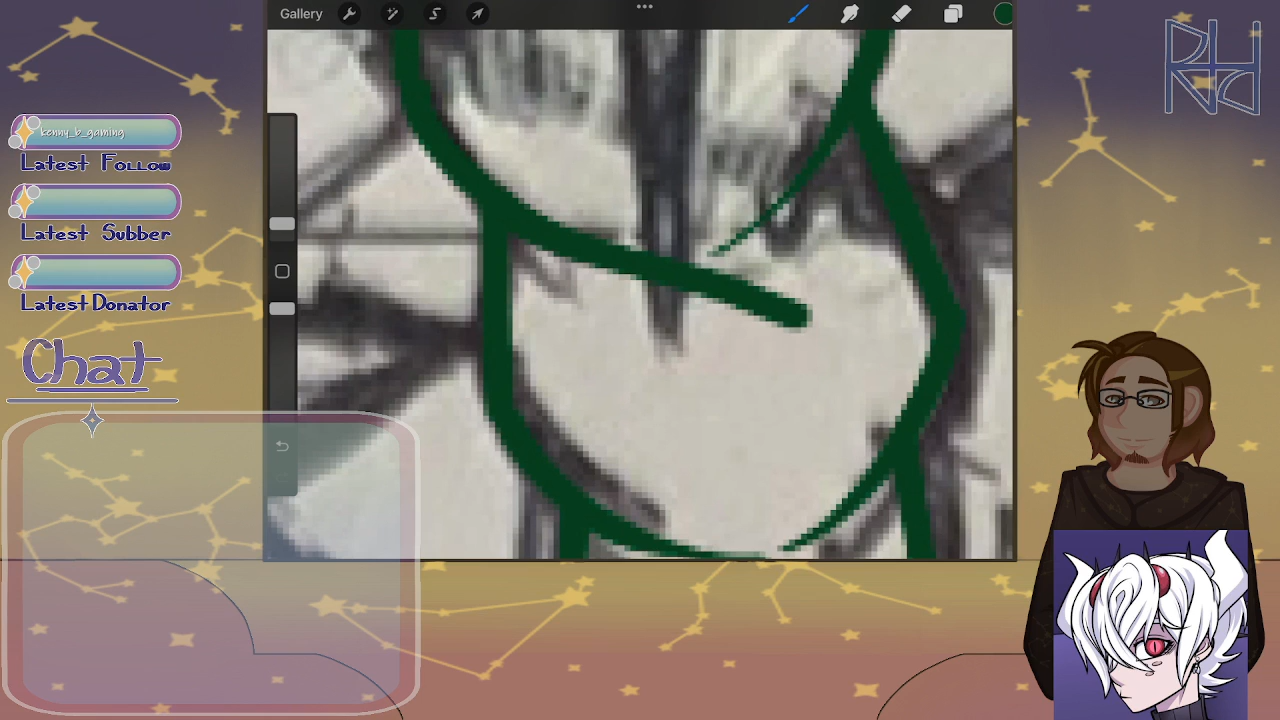 Gallery
kenny_b_gaming
Latest Follow
Latest Subber
Latest Donator
Chat